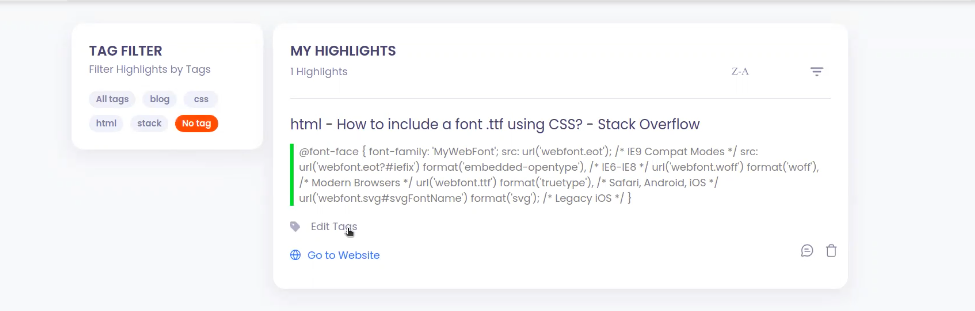 TAG FILTER
Filter Highlights by Tags
All tags blog css
html stack No tag
MY HIGHLIGHTS
1 Highlights
Z-A
html - How to include a font .ttf using CSS? - Stack Overflow
@font-face { font-family: 'MyWebFont'; src: url('webfont.eot'); /* IE9 Compat Modes */ src:
url('webfont.eot?#iefix') format('embedded-opentype'), /* IE6-IE8 */ url('webfont.woff') format('woff'),
/* Modern Browsers */ url('webfont.ttf') format('truetype'), /* Safari, Android, iOS */
url('webfont.svg#svgFontName') format('svg'); /* Legacy iOS */ }
Edit Tags
Go to Website